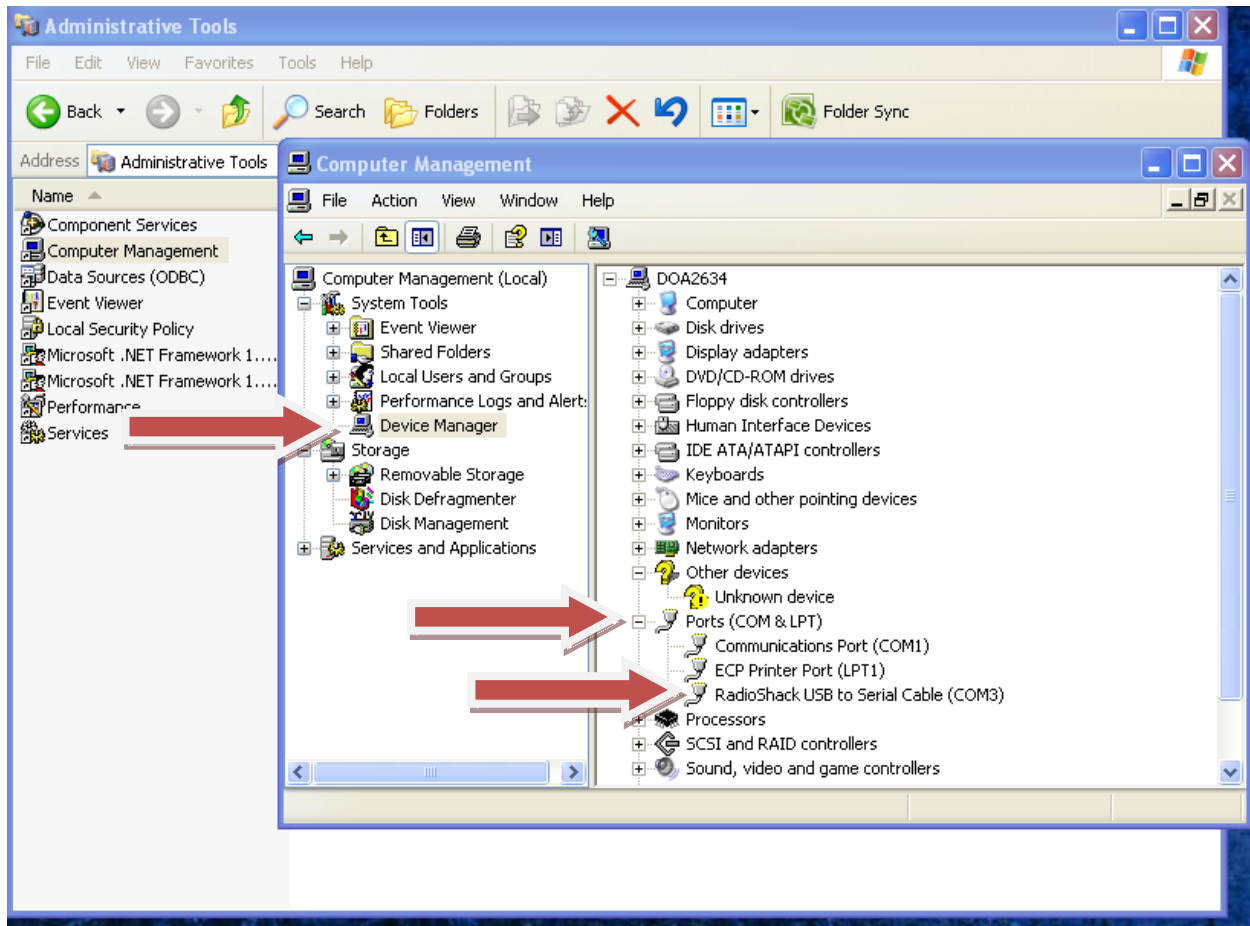 Administrative Tools
File Edit View Favorites Tools Help
Back Search Folders Folder Sync
Address Administrative Tools
Name
Component Services
Computer Management
Data Sources (ODBC)
Event Viewer
Local Security Policy
Microsoft .NET Framework 1....
Microsoft .NET Framework 1....
Performance
Services
Computer Management
File Action View Window Help
Computer Management (Local)
System Tools
Event Viewer
Shared Folders
Local Users and Groups
Performance Logs and Alert:
Device Manager
Storage
Removable Storage
Disk Defragmenter
Disk Management
Services and Applications
DOA2634
Computer
Disk drives
Display adapters
DVD/CD-ROM drives
Floppy disk controllers
Human Interface Devices
IDE ATA/ATAPI controllers
Keyboards
Mice and other pointing devices
Monitors
Network adapters
Other devices
Unknown device
Ports (COM & LPT)
Communications Port (COM1)
ECP Printer Port (LPT1)
RadioShack USB to Serial Cable (COM3)
Processors
SCSI and RAID controllers
Sound, video and game controllers